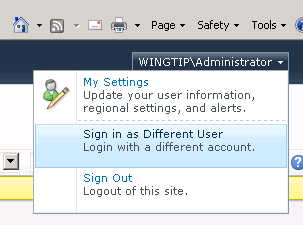 Page Safety Tools
WINGTIP\Administrator
My Settings
Update your user information,
regional settings, and alerts.
Sign in as Different User
Login with a different account.
Sign Out
Logout of this site.